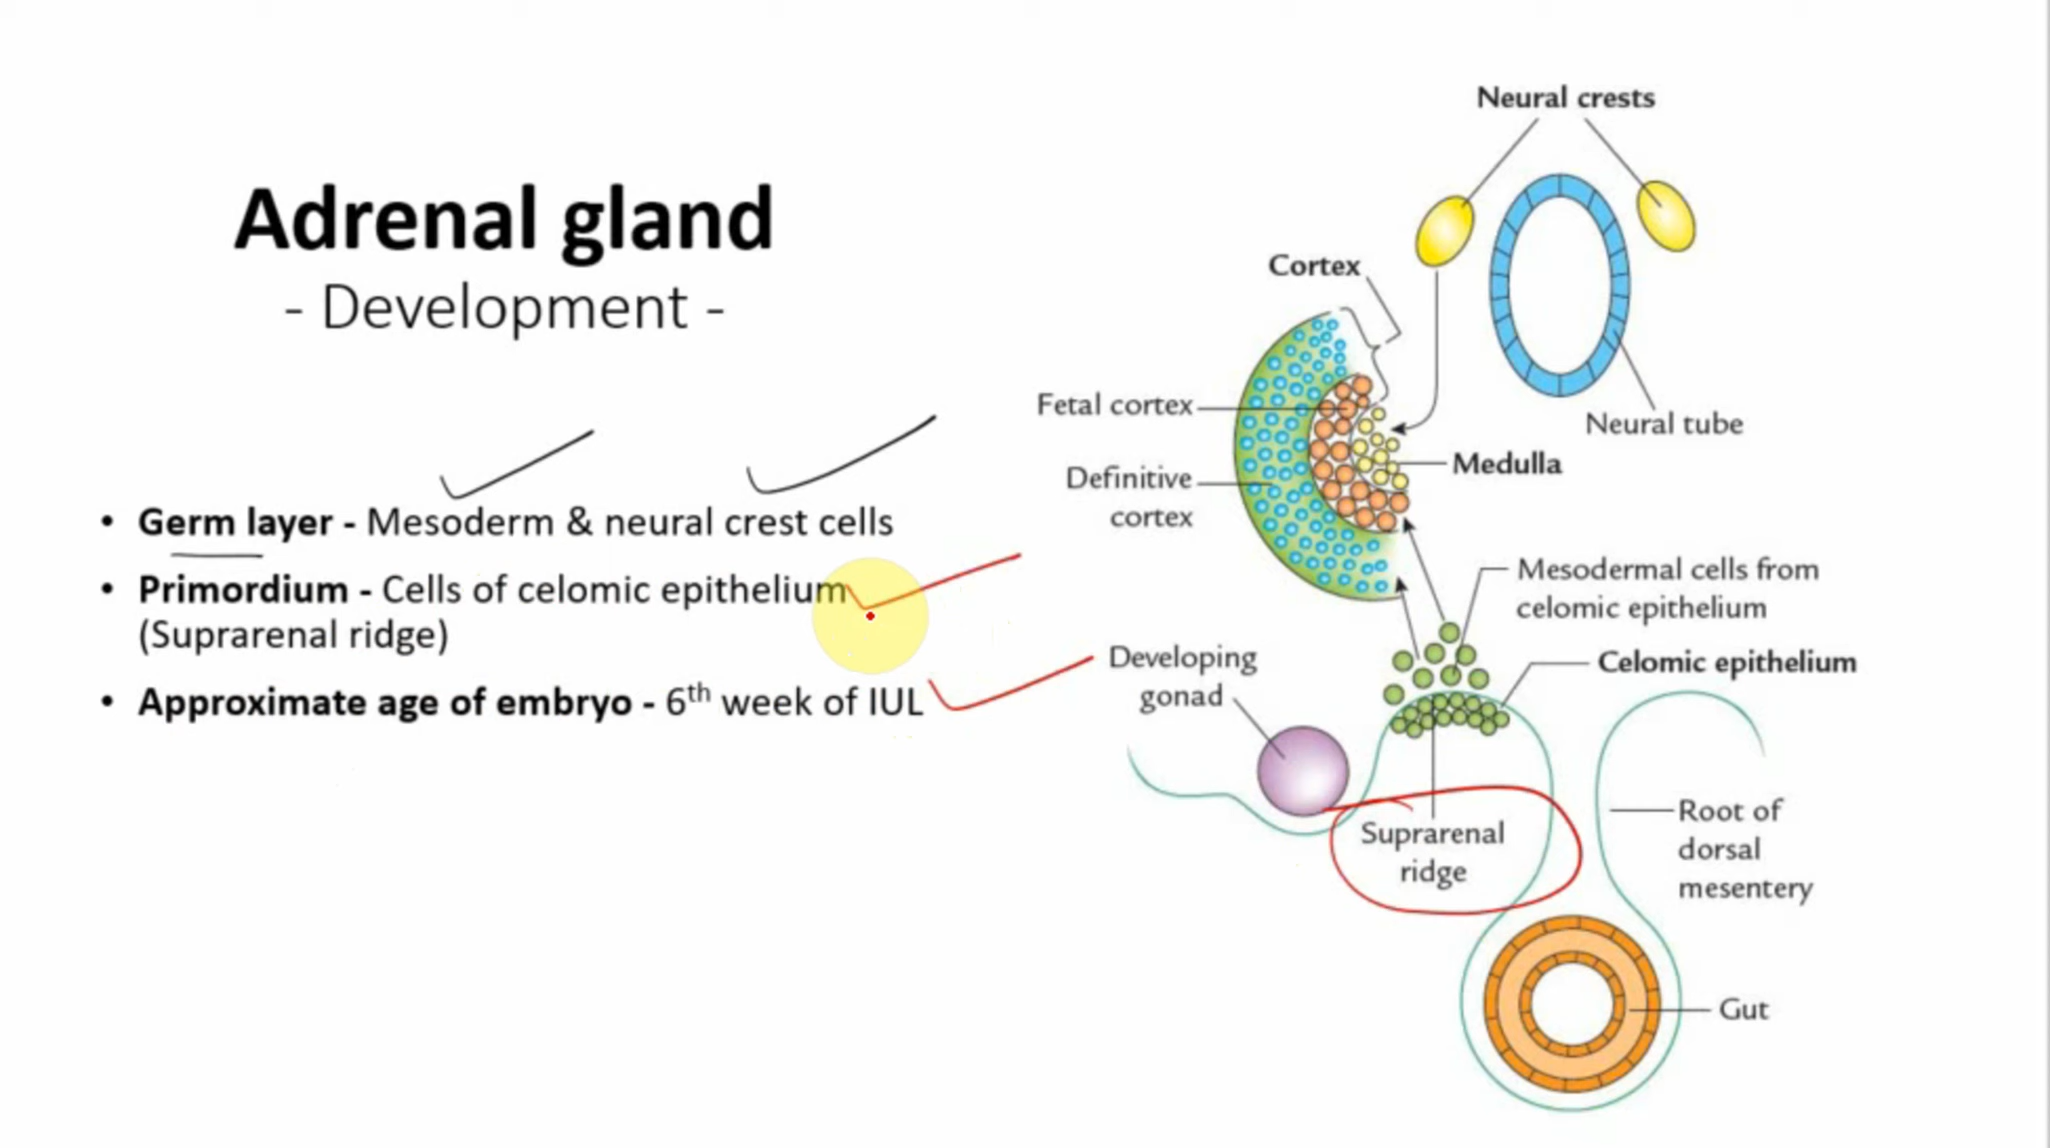 Adrenal gland
- Development -
• Germ layer - Mesoderm & neural crest cells
• Primordium - Cells of celomic epithelium
(Suprarenal ridge)
• Approximate age of embryo - 6th week of IUL
Neural crests
Cortex
Fetal cortex
Neural tube
Medulla
Definitive
cortex
Mesodermal cells from
celomic epithelium
Developing
gonad
Celomic epithelium
Suprarenal
ridge
Root of
dorsal
mesentery
Gut